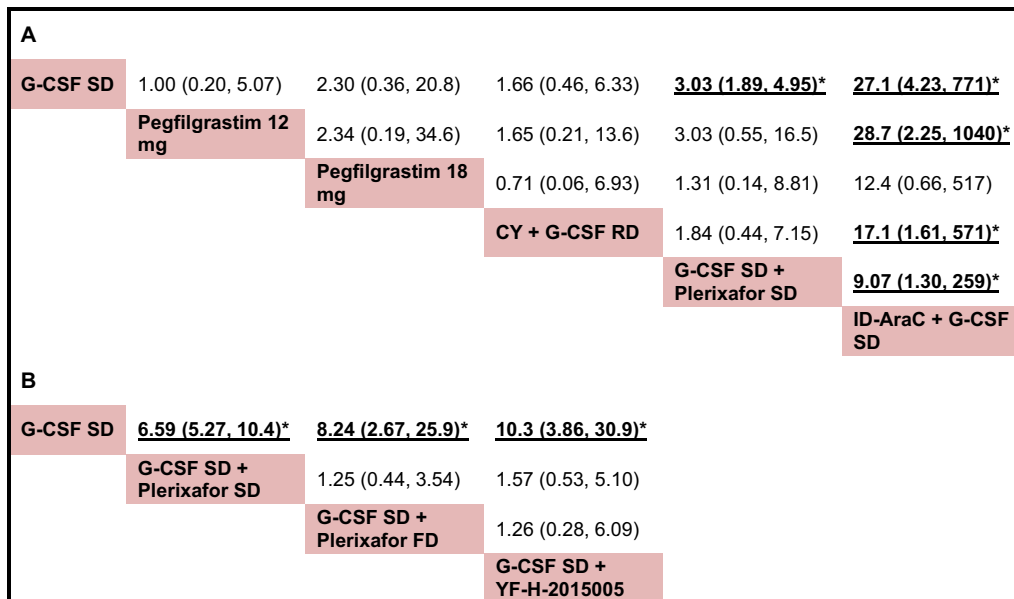 A
G-CSF SD 1.00 (0.20, 5.07) 2.30 (0.36, 20.8) 1.66 (0.46, 6.33) 3.03 (1.89, 4.95)* 27.1 (4.23, 771)*
Pegfilgrastim 12
mg 2.34 (0.19, 34.6) 1.65 (0.21, 13.6) 3.03 (0.55, 16.5) 28.7 (2.25, 1040)*
Pegfilgrastim 18
mg 0.71 (0.06, 6.93) 1.31 (0.14, 8.81) 12.4 (0.66, 517)
CY + G-CSF RD 1.84 (0.44, 7.15) 17.1 (1.61, 571)*
G-CSF SD +
Plerixafor SD 9.07 (1.30, 259)*
ID-AraC + G-CSF
SD
B
G-CSF SD 6.59 (5.27, 10.4)* 8.24 (2.67, 25.9)* 10.3 (3.86, 30.9)*
G-CSF SD +
Plerixafor SD 1.25 (0.44, 3.54) 1.57 (0.53, 5.10)
G-CSF SD +
Plerixafor FD 1.26 (0.28, 6.09)
G-CSF SD +
YF-H-2015005